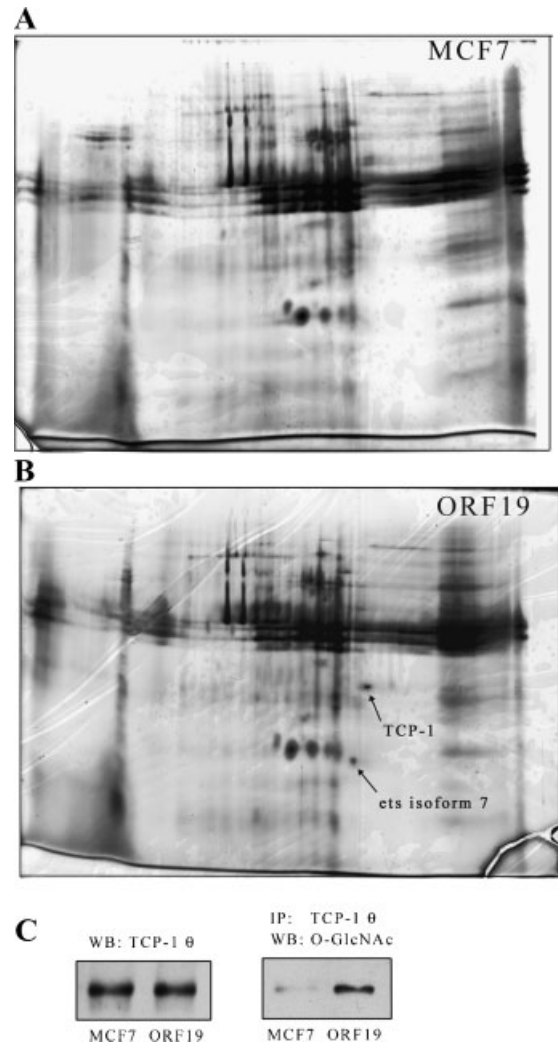 A
MCF7
B
ORF19
TCP-1
ets isoform 7
C
WB: TCP-1 θ
IP: TCP-1 θ
WB: O-GlcNAc
MCF7 ORF19
MCF7 ORF19